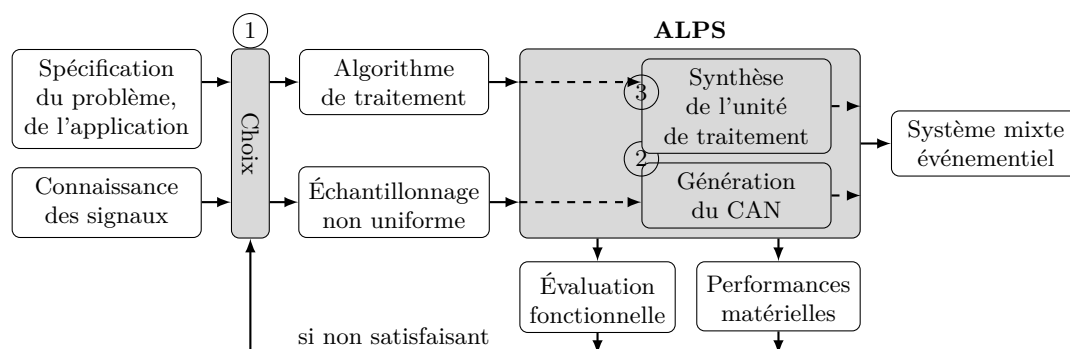 1
ALPS
Spécification
du problème,
de l'application
Choix
Algorithme
de traitement
3
Synthèse
de l'unité
de traitement
Système mixte
événementiel
Connaissance
des signaux
Échantillonnage
non uniforme
2
Génération
du CAN
Évaluation
fonctionnelle
Performances
matérielles
si non satisfaisant